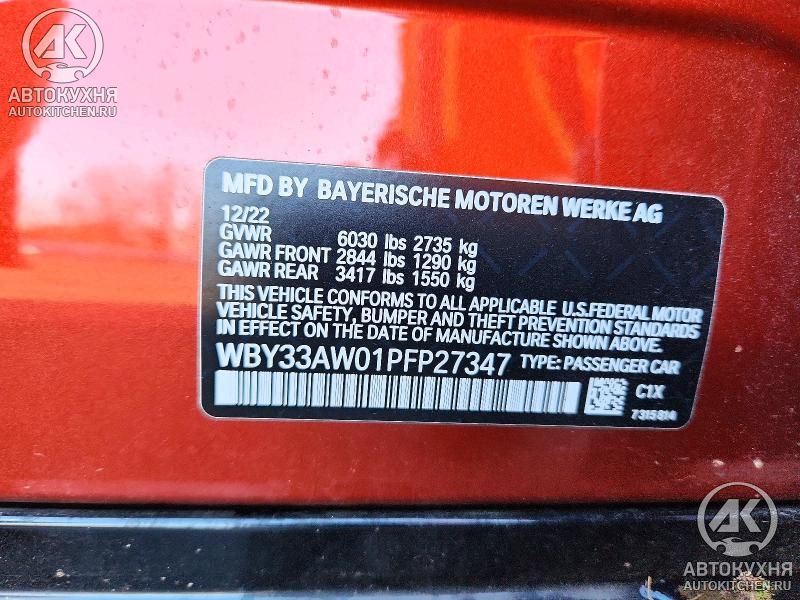 AK
АВТОКУХНЯ
AUTOKITCHEN.RU
MFD BY BAYERISCHE MOTOREN WERKE AG
12/22
GVWR 6030 lbs 2735 kg
GAWR FRONT 2844 lbs 1290 kg
GAWR REAR 3417 lbs 1550 kg
THIS VEHICLE CONFORMS TO ALL APPLICABLE U.S.FEDERAL MOTOR
VEHICLE SAFETY, BUMPER AND THEFT PREVENTION STANDARDS
IN EFFECT ON THE DATE OF MANUFACTURE SHOWN ABOVE.
WBY33AW01PFP27347 TYPE: PASSENGER CAR
C1X
7315814
AK
АВТОКУХНЯ
AUTOKITCHEN.RU